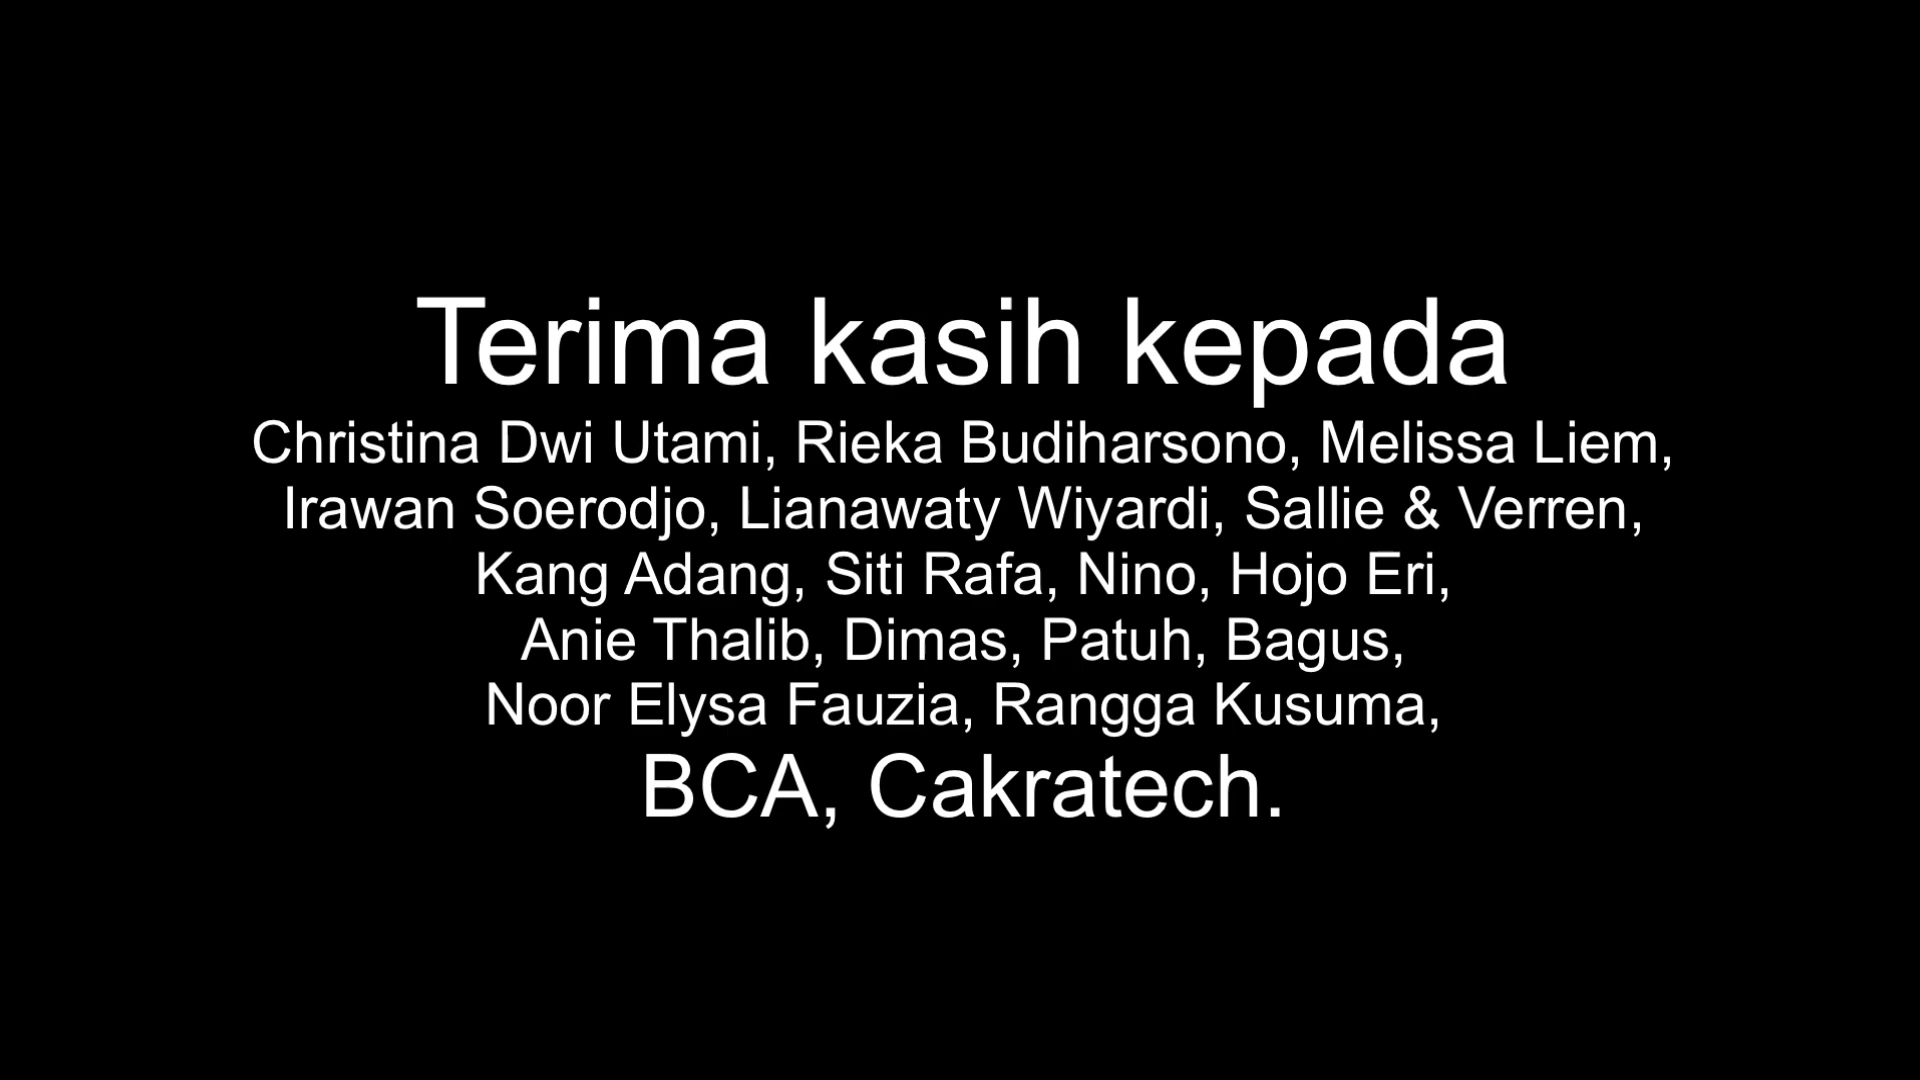 Terima kasih kepada
Christina Dwi Utami, Rieka Budiharsono, Melissa Liem,
Irawan Soerodjo, Lianawaty Wiyardi, Sallie & Verren,
Kang Adang, Siti Rafa, Nino, Hojo Eri,
Anie Thalib, Dimas, Patuh, Bagus,
Noor Elysa Fauzia, Rangga Kusuma,
BCA, Cakratech.